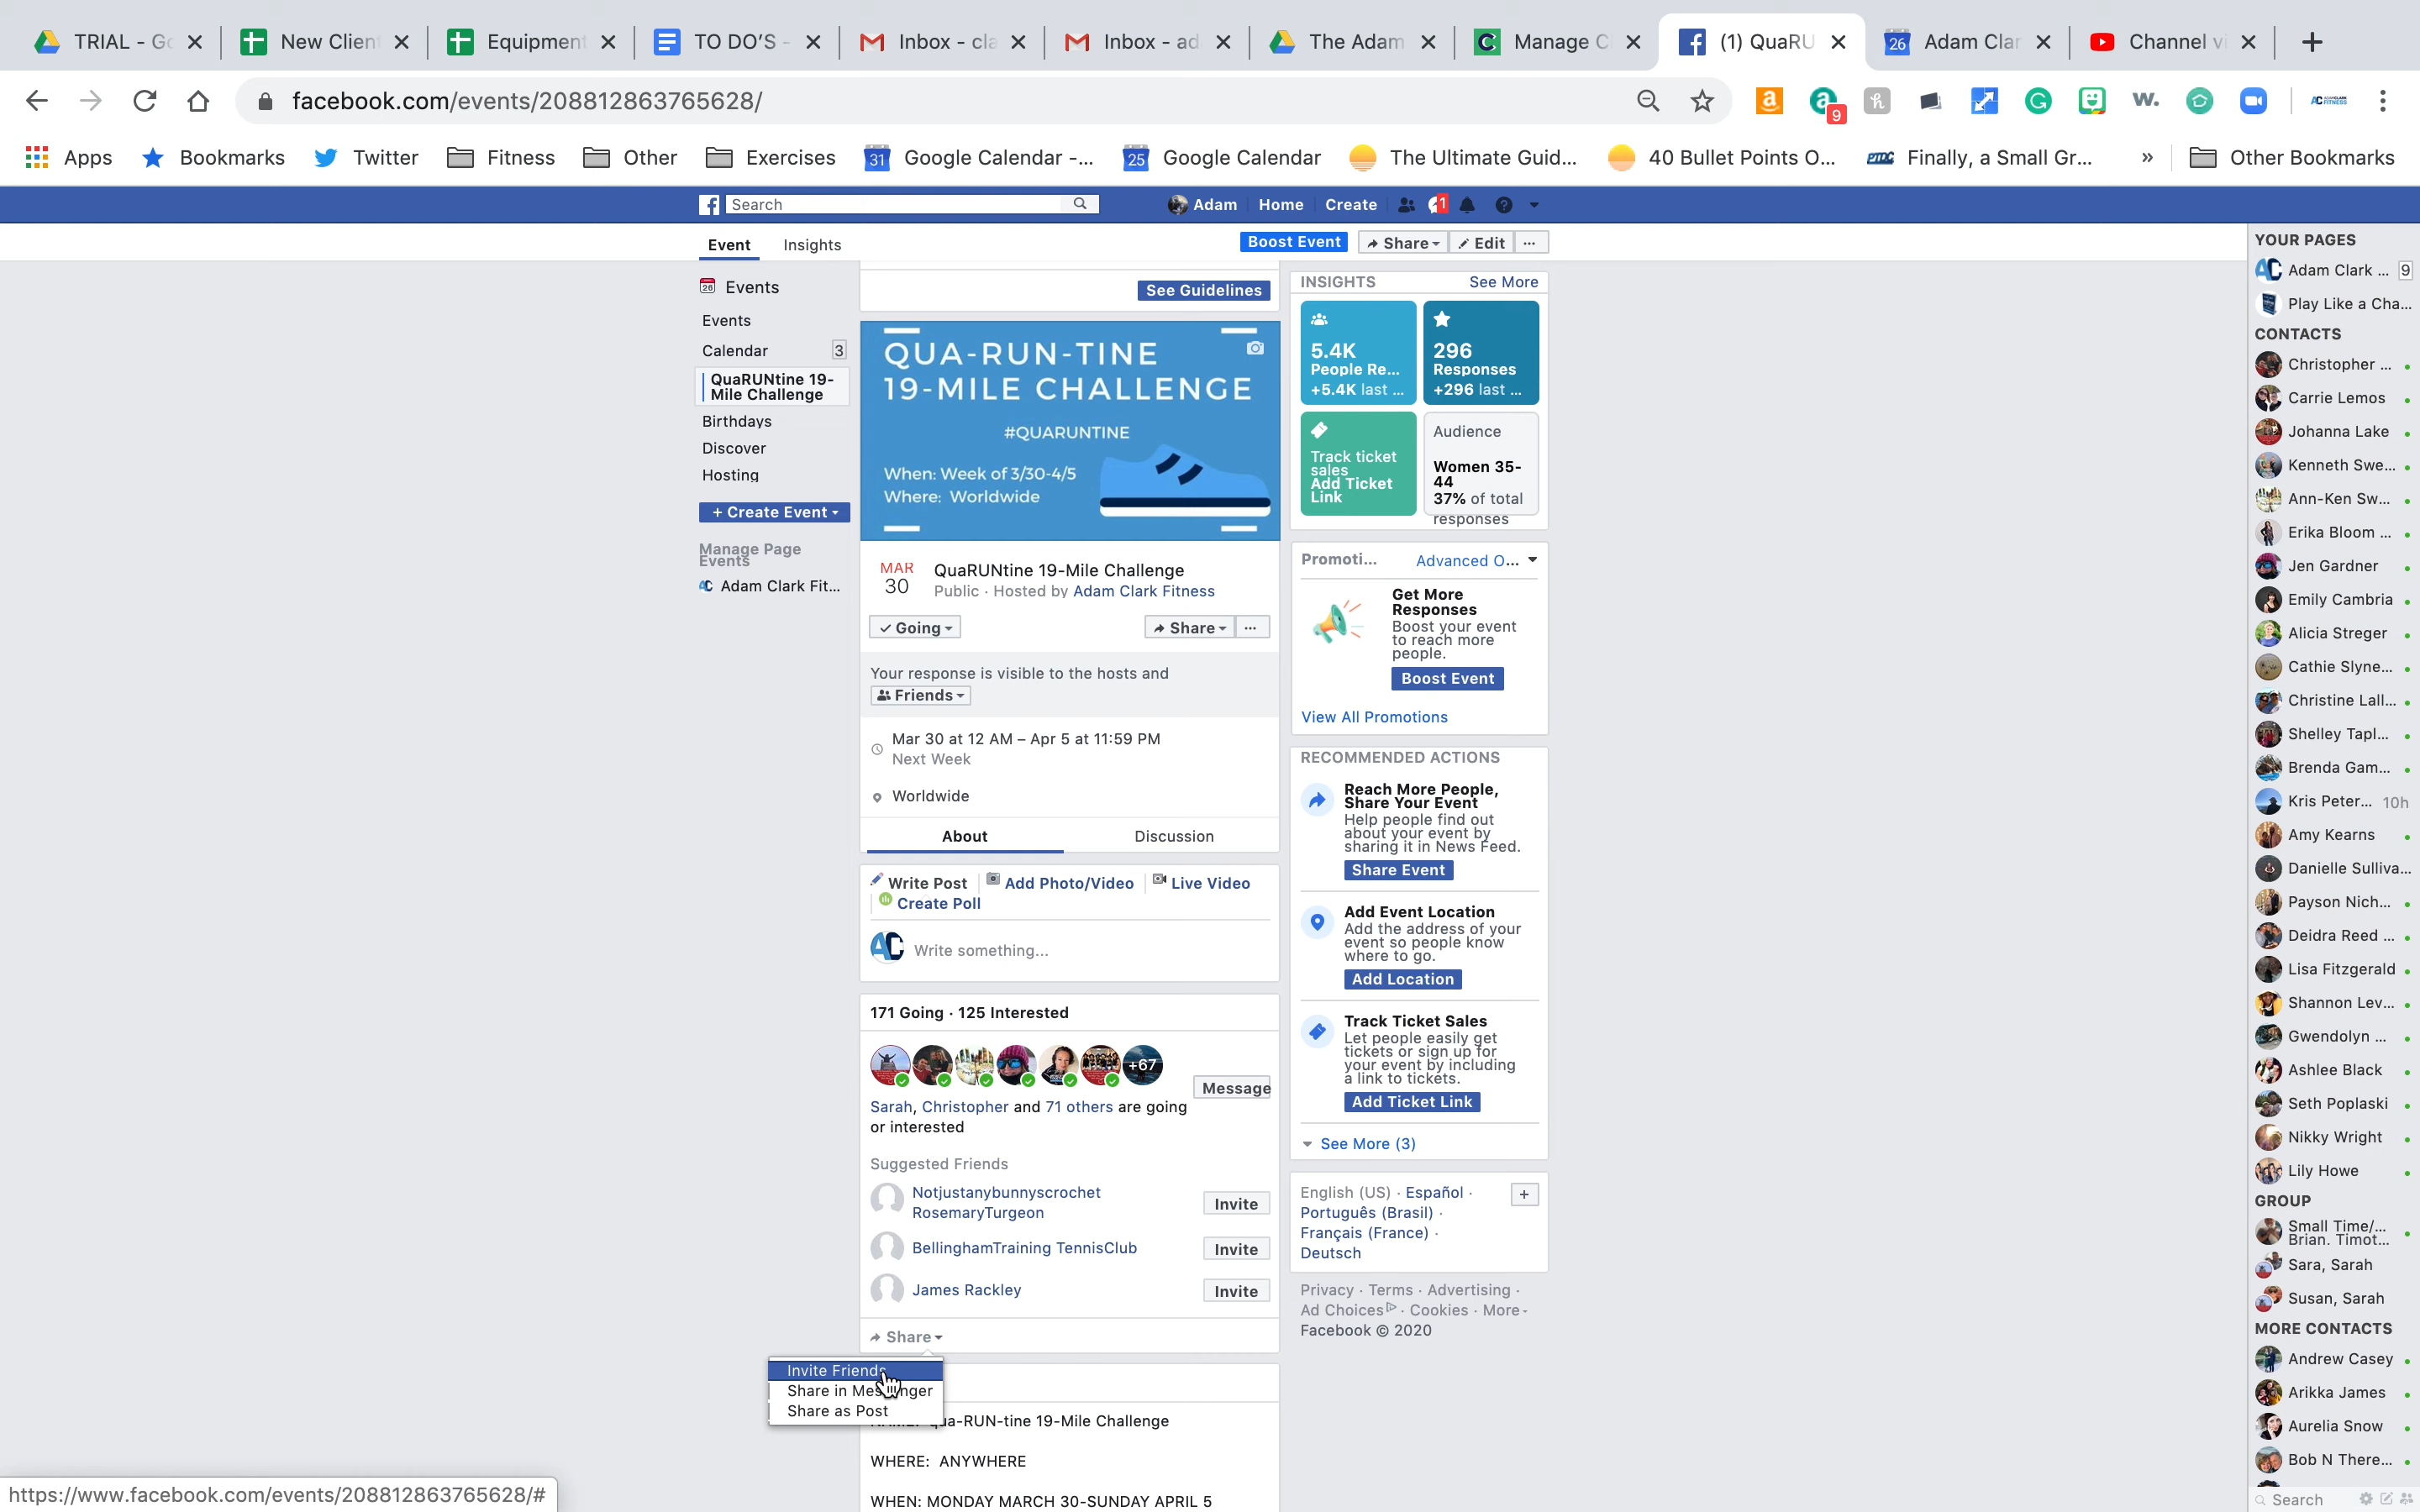 TRIAL - Go
New Clien
Equipment
TO DO'S -
Inbox - cla
Inbox - ad
The Adam
Manage C
(1) QuaRU
26
Adam Clar
Channel vi
facebook.com/events/208812863765628/
9
Apps
Bookmarks
Twitter
Fitness
Other
Exercises
31
Google Calendar -...
25
Google Calendar
The Ultimate Guid...
40 Bullet Points O...
Finally, a Small Gr...
»
Other Bookmarks
Search
Adam
Home
Create
1
Event
Insights
Boost Event
Share
Edit
...
Events
Events
Calendar
3
QuaRUNtine 19-
Mile Challenge
Birthdays
Discover
Hosting
+ Create Event
Manage Page
Events
Adam Clark Fit...
See Guidelines
QUA-RUN-TINE
19-MILE CHALLENGE
#QUARUNTINE
When: Week of 3/30-4/5
Where: Worldwide
MAR
30
QuaRUNtine 19-Mile Challenge
Public · Hosted by Adam Clark Fitness
Going
Share
...
Your response is visible to the hosts and
Friends
Mar 30 at 12 AM – Apr 5 at 11:59 PM
Next Week
Worldwide
About
Discussion
Write Post
Add Photo/Video
Live Video
Create Poll
AC
Write something...
171 Going · 125 Interested
+67
Message
Sarah, Christopher and 71 others are going
or interested
Suggested Friends
Notjustanybunnyscrochet
RosemaryTurgeon
Invite
BellinghamTraining TennisClub
Invite
James Rackley
Invite
Share
Invite Friends
Share in Mes nger
Share as Post
ua-RUN-tine 19-Mile Challenge
WHERE: ANYWHERE
WHEN: MONDAY MARCH 30-SUNDAY APRIL 5
INSIGHTS
See More
5.4K
People Re...
+5.4K last ...
296
Responses
+296 last ...
Track ticket
sales
Add Ticket
Link
Audience
Women 35-
44
37% of total
responses
Promoti...
Advanced O...
Get More
Responses
Boost your event
to reach more
people.
Boost Event
View All Promotions
RECOMMENDED ACTIONS
Reach More People,
Share Your Event
Help people find out
about your event by
sharing it in News Feed.
Share Event
Add Event Location
Add the address of your
event so people know
where to go.
Add Location
Track Ticket Sales
Let people easily get
tickets or sign up for
your event by including
a link to tickets.
Add Ticket Link
See More (3)
English (US) · Español ·
Português (Brasil) ·
Français (France) ·
Deutsch
+
Privacy · Terms · Advertising ·
Ad Choices · Cookies · More
Facebook © 2020
YOUR PAGES
Adam Clark ...
9
Play Like a Cha...
CONTACTS
Christopher ...
Carrie Lemos
Johanna Lake
Kenneth Swe...
Ann-Ken Sw...
Erika Bloom ...
Jen Gardner
Emily Cambria
Alicia Streger
Cathie Slyne...
Christine Lall...
Shelley Tapl...
Brenda Gam...
Kris Peter...
10h
Amy Kearns
Danielle Sulliva...
Payson Nich...
Deidra Reed ...
Lisa Fitzgerald
Shannon Lev...
Gwendolyn ...
Ashlee Black
Seth Poplaski
Nikky Wright
Lily Howe
GROUP
Small Time/...
Brian, Timot...
Sara, Sarah
Susan, Sarah
MORE CONTACTS
Andrew Casey
Arikka James
Aurelia Snow
Bob N There...
Search
https://www.facebook.com/events/208812863765628/#